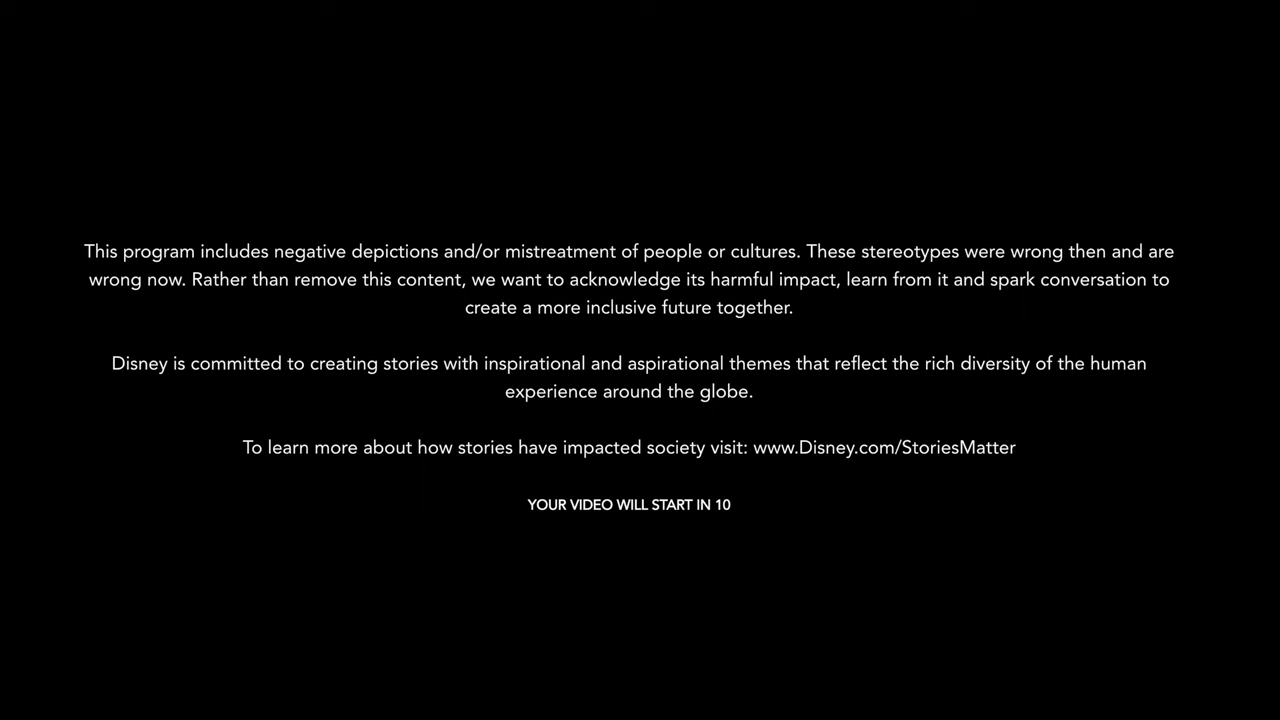 This program includes negative depictions and/or mistreatment of people or cultures. These stereotypes were wrong then and are
wrong now. Rather than remove this content, we want to acknowledge its harmful impact, learn from it and spark conversation to
create a more inclusive future together.
Disney is committed to creating stories with inspirational and aspirational themes that reflect the rich diversity of the human
experience around the globe.
To learn more about how stories have impacted society visit: www.Disney.com/StoriesMatter
YOUR VIDEO WILL START IN 10